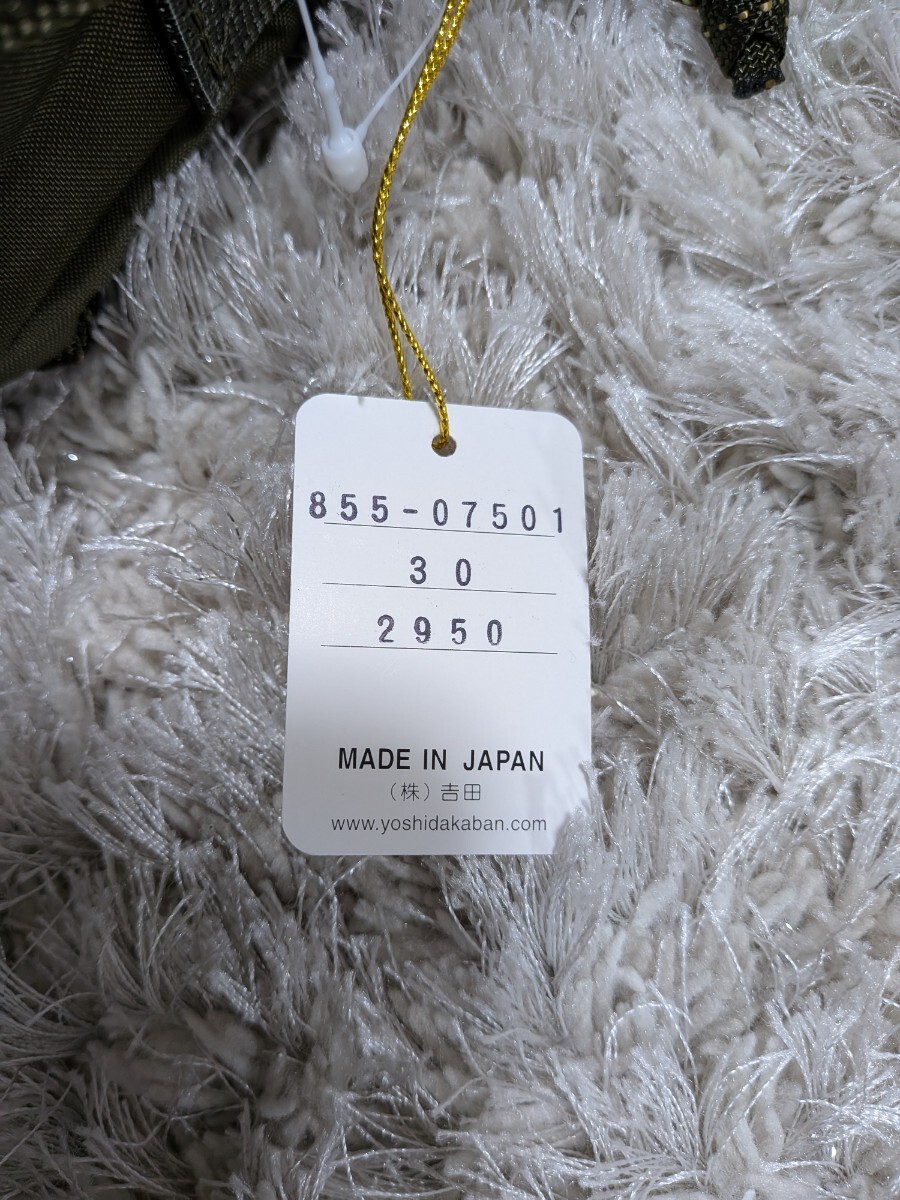 855-07501
30
2950
MADE IN JAPAN
（株）吉田
www.yoshidakaban.com